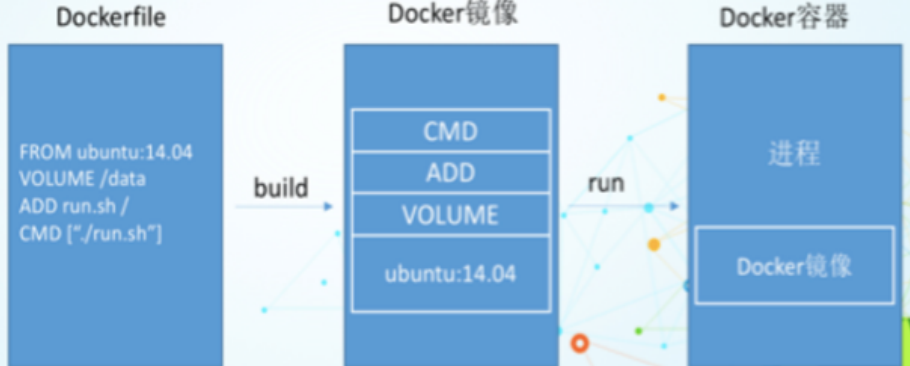 Dockerfile
Docker镜像
Docker容器
FROM ubuntu:14.04
VOLUME /data
ADD run.sh /
CMD [“./run.sh”]
build
CMD
ADD
VOLUME
ubuntu:14.04
run
进程
Docker镜像